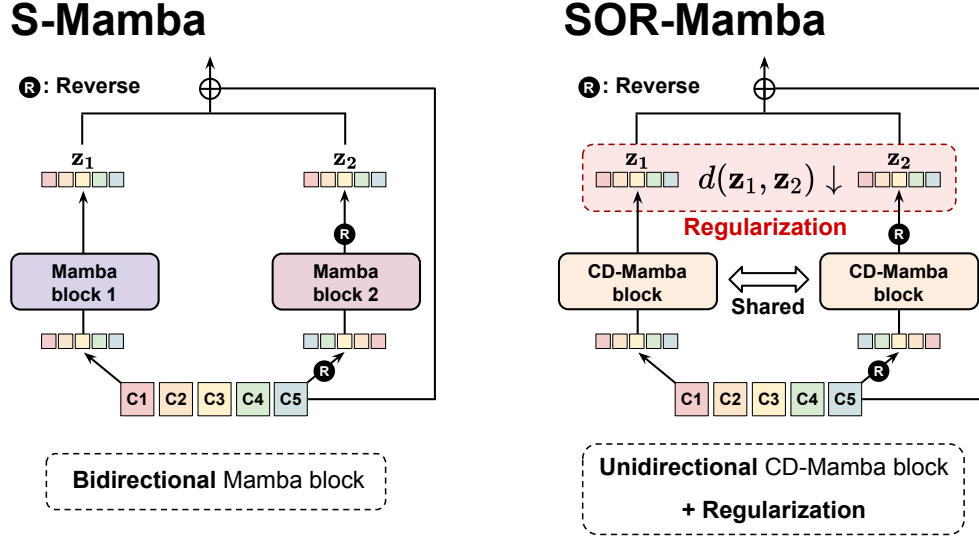 S-Mamba
R: Reverse
z₁
z₂
R
Mamba
block 1
Mamba
block 2
R
C1 C2 C3 C4 C5
Bidirectional Mamba block
SOR-Mamba
R: Reverse
z₁
d(z₁, z₂) ↓
z₂
Regularization
R
CD-Mamba
block
Shared
CD-Mamba
block
R
C1 C2 C3 C4 C5
Unidirectional CD-Mamba block
+ Regularization